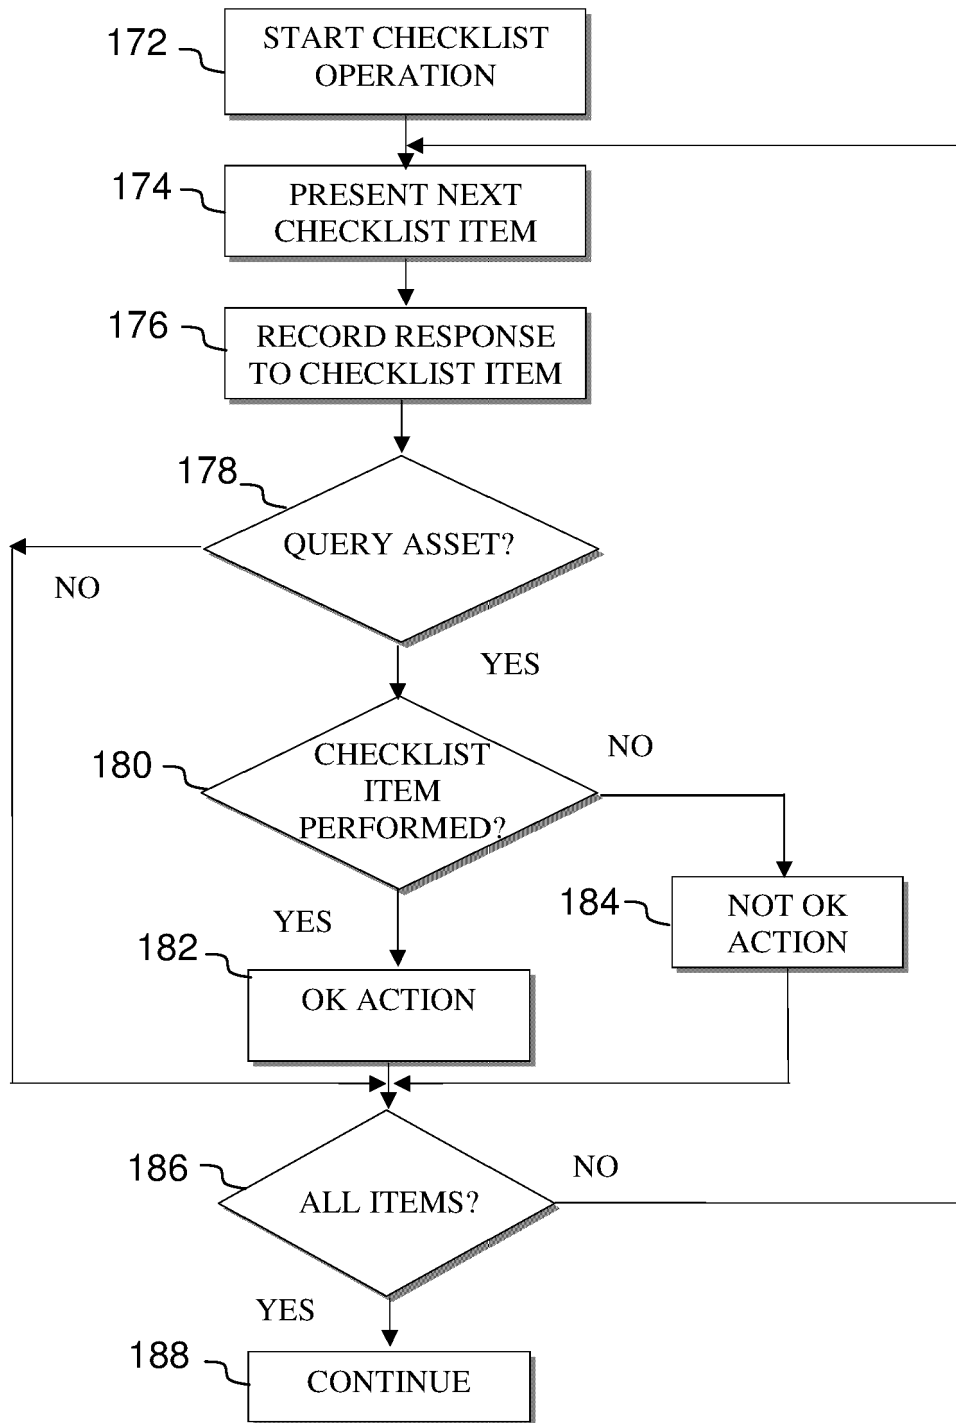 172
START CHECKLIST
OPERATION
174
PRESENT NEXT
CHECKLIST ITEM
176
RECORD RESPONSE
TO CHECKLIST ITEM
178
QUERY ASSET?
NO
YES
180
CHECKLIST
ITEM
PERFORMED?
NO
YES
184
NOT OK
ACTION
182
OK ACTION
186
ALL ITEMS?
NO
YES
188
CONTINUE